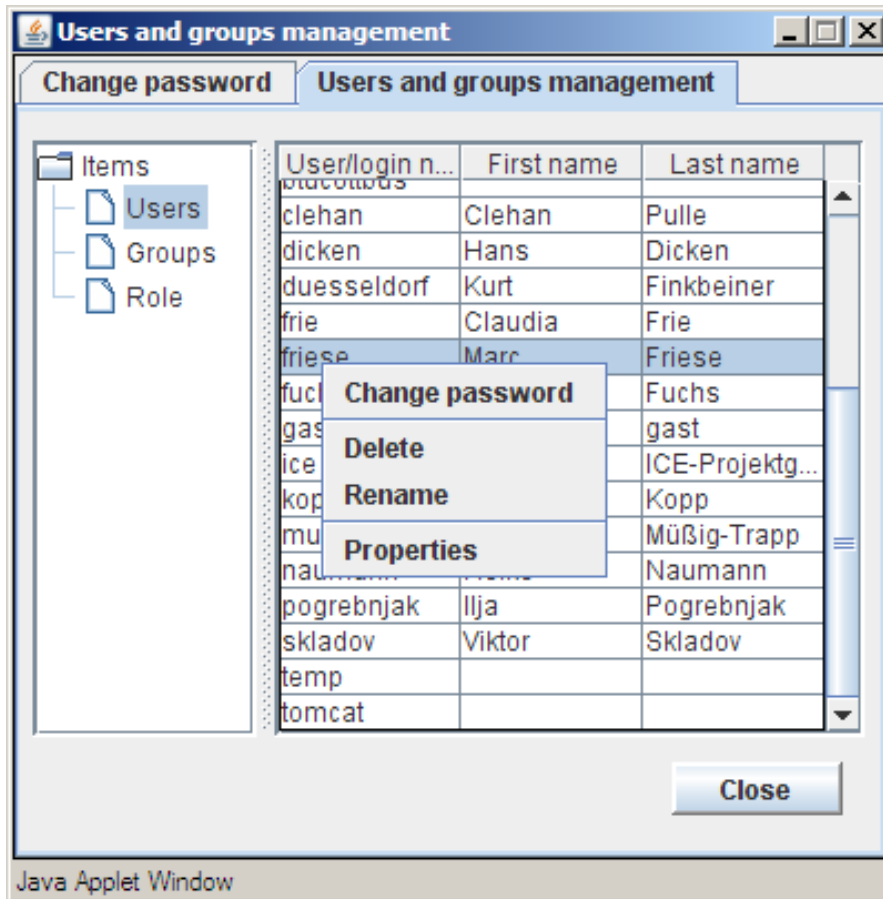 Users and groups management
Change password Users and groups management
Items
Users
Groups
Role
User/login n... First name Last name
clehan Clehan Pulle
dicken Hans Dicken
duesseldorf Kurt Finkbeiner
frie Claudia Frie
friese Marc Friese
Fuchs
gast
ice ICE-Projektg...
Kopp
Müßig-Trapp
Naumann
pogrebnjak Ilja Pogrebnjak
skladov Viktor Skladov
temp
tomcat
Change password
Delete
Rename
Properties
Close
Java Applet Window